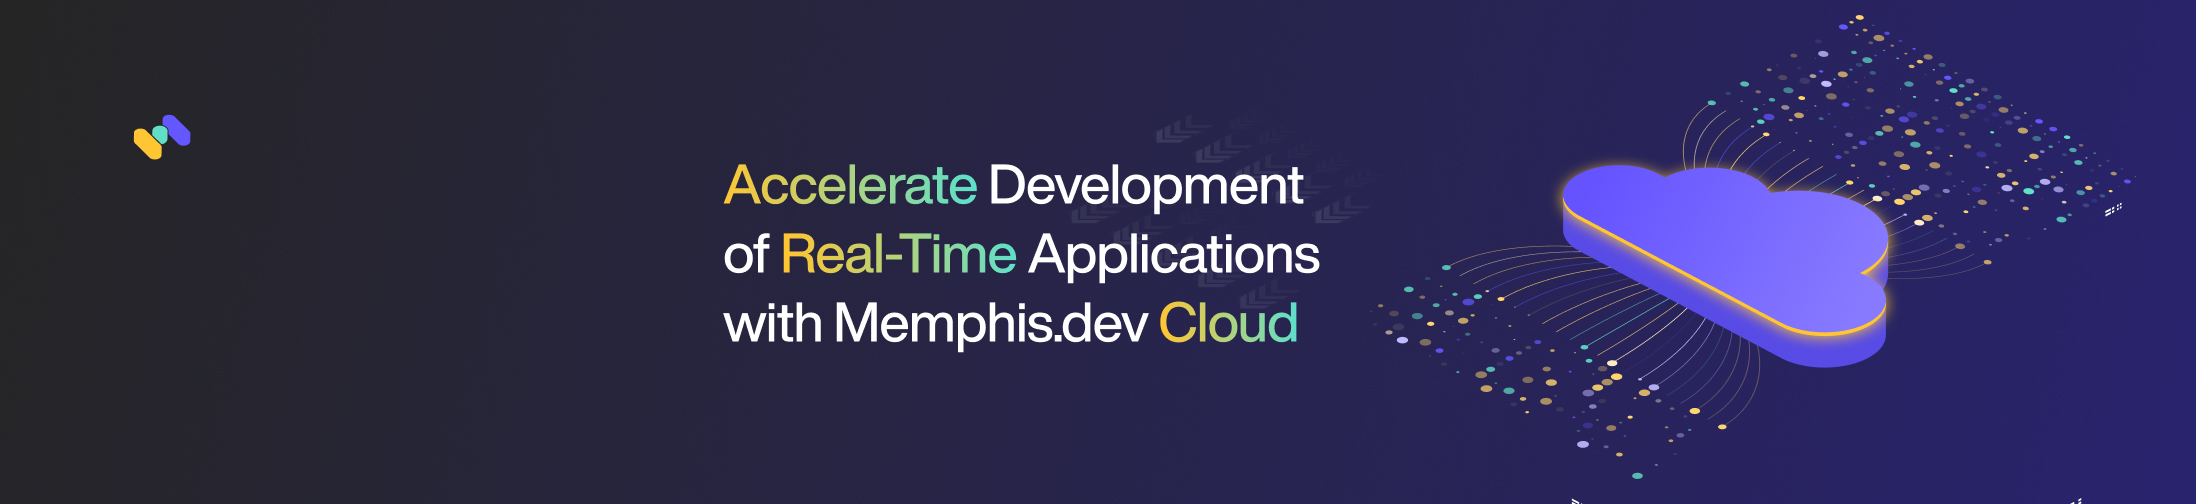 Accelerate Development
of Real-Time Applications
with Memphis.dev Cloud